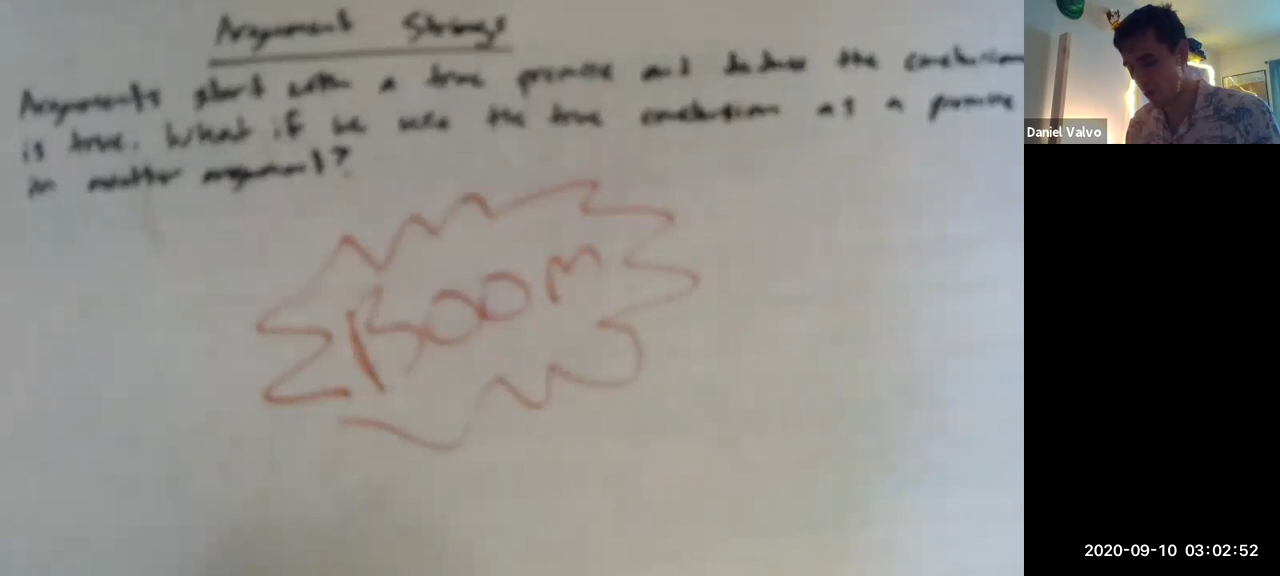 Argument Strings
Arguments start with a true premise and deduce the conclusion
is true. What if we use the true conclusion as a premise
in another argument?
BOOM
Daniel Valvo
2020-09-10 03:02:52